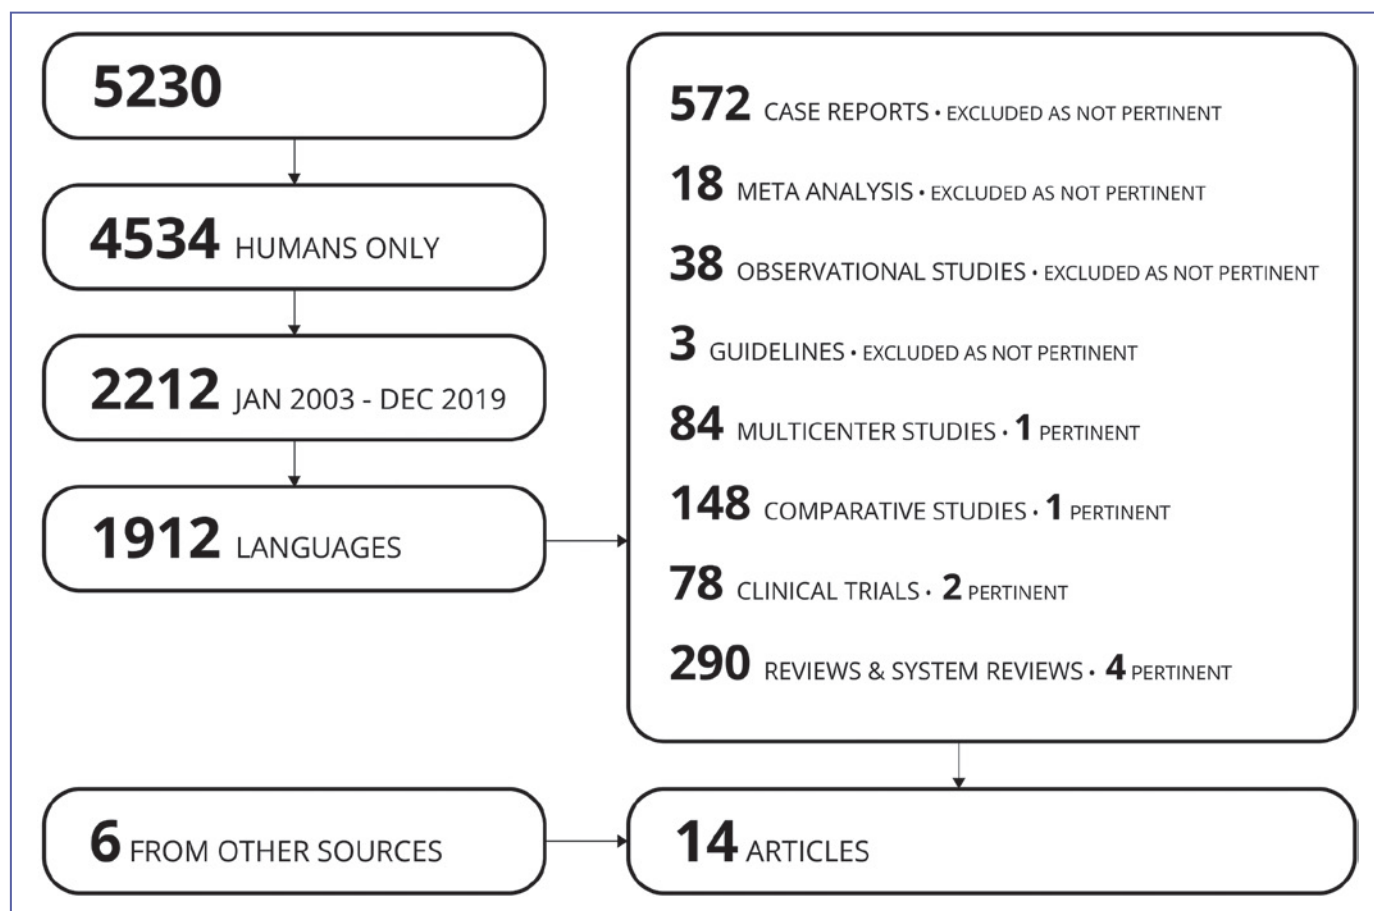 5230
4534 HUMANS ONLY
2212 JAN 2003 - DEC 2019
1912 LANGUAGES
572 CASE REPORTS • EXCLUDED AS NOT PERTINENT
18 META ANALYSIS • EXCLUDED AS NOT PERTINENT
38 OBSERVATIONAL STUDIES • EXCLUDED AS NOT PERTINENT
3 GUIDELINES • EXCLUDED AS NOT PERTINENT
84 MULTICENTER STUDIES • 1 PERTINENT
148 COMPARATIVE STUDIES • 1 PERTINENT
78 CLINICAL TRIALS • 2 PERTINENT
290 REVIEWS & SYSTEM REVIEWS • 4 PERTINENT
6 FROM OTHER SOURCES
14 ARTICLES